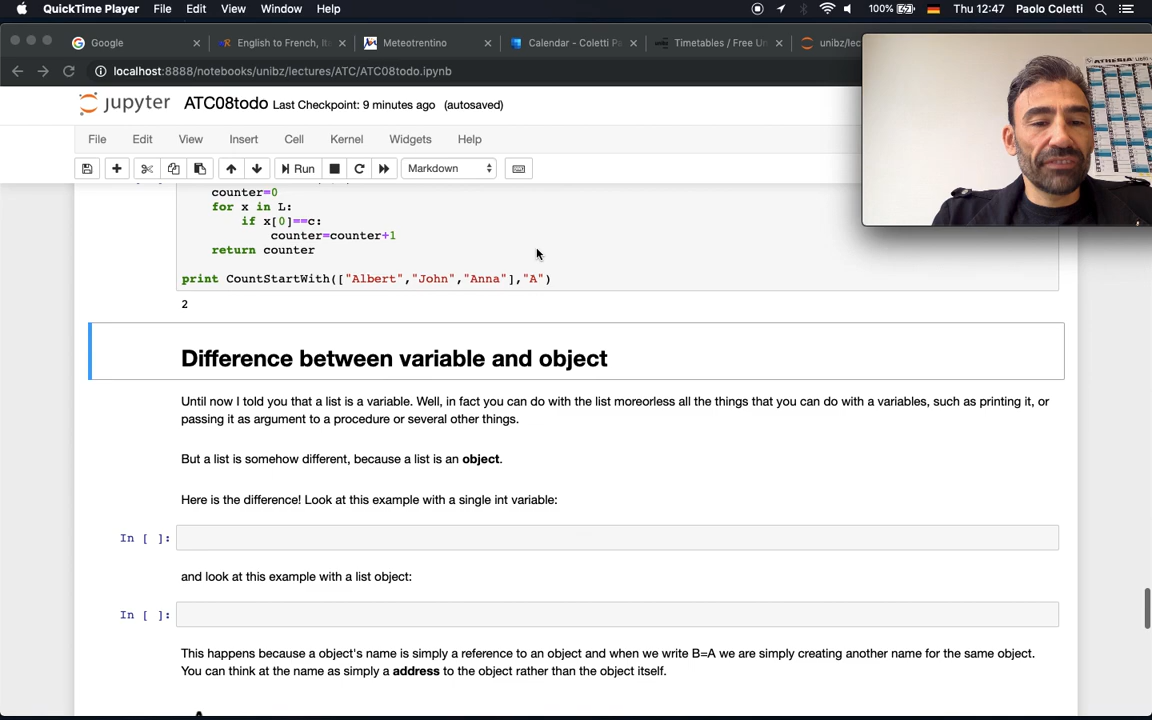 QuickTime Player File Edit View Window Help 100% Thu 12:47 Paolo Coletti
Google English to French, Ita Meteotrentino Calendar - Coletti Pa Timetables / Free Un unibz/lec
localhost:8888/notebooks/unibz/lectures/ATC/ATC08todo.ipynb
jupyter ATC08todo Last Checkpoint: 9 minutes ago (autosaved)
File Edit View Insert Cell Kernel Widgets Help
Run Markdown
counter=0
for x in L:
if x[0]==c:
counter=counter+1
return counter
print CountStartWith(["Albert","John","Anna"],"A")
2
Difference between variable and object
Until now I told you that a list is a variable. Well, in fact you can do with the list moreorless all the things that you can do with a variables, such as printing it, or
passing it as argument to a procedure or several other things.
But a list is somehow different, because a list is an object.
Here is the difference! Look at this example with a single int variable:
In [ ]:
and look at this example with a list object:
In [ ]:
This happens because a object's name is simply a reference to an object and when we write B=A we are simply creating another name for the same object.
You can think at the name as simply a address to the object rather than the object itself.